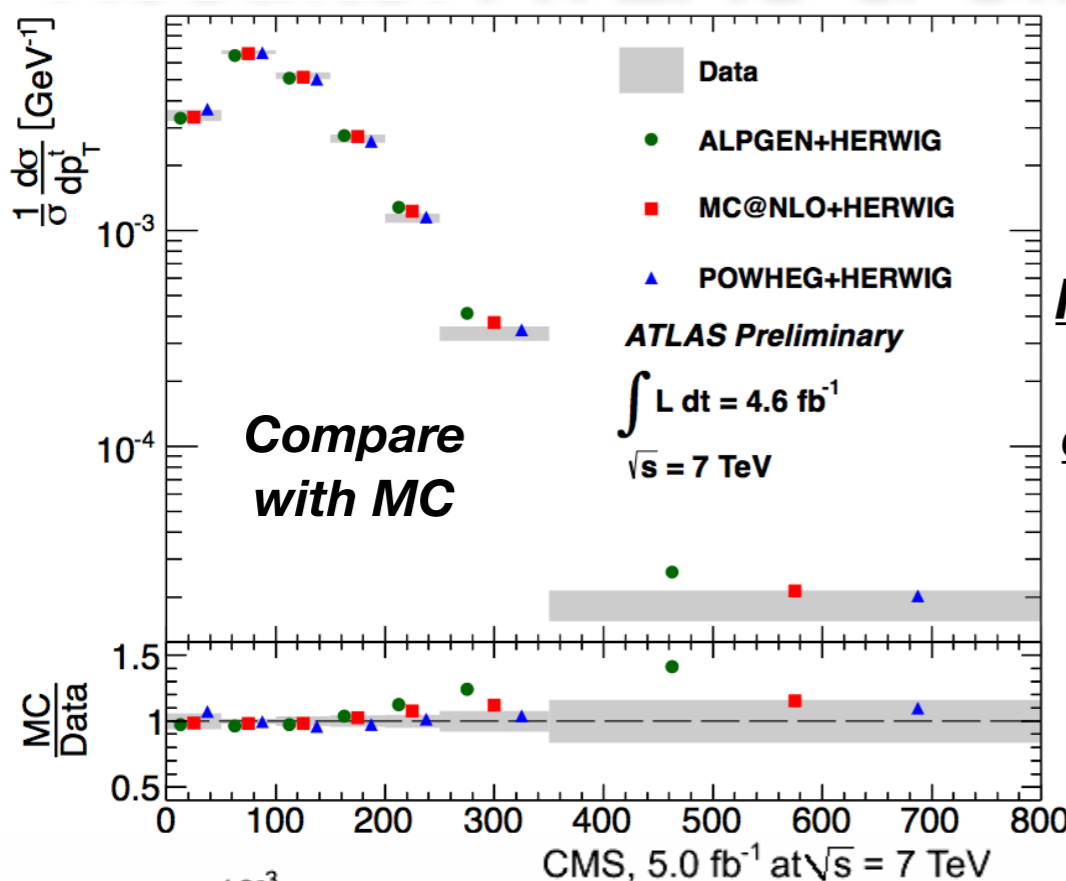 1/σ dσ/dp_T^t [GeV⁻¹]
Data
ALPGEN+HERWIG
MC@NLO+HERWIG
POWHEG+HERWIG
ATLAS Preliminary
∫ L dt = 4.6 fb⁻¹
√s = 7 TeV
10⁻³
10⁻⁴
Compare
with MC
MC/Data
1.5
1
0.5
0 100 200 300 400 500 600 700 800
CMS, 5.0 fb⁻¹ at √s = 7 TeV